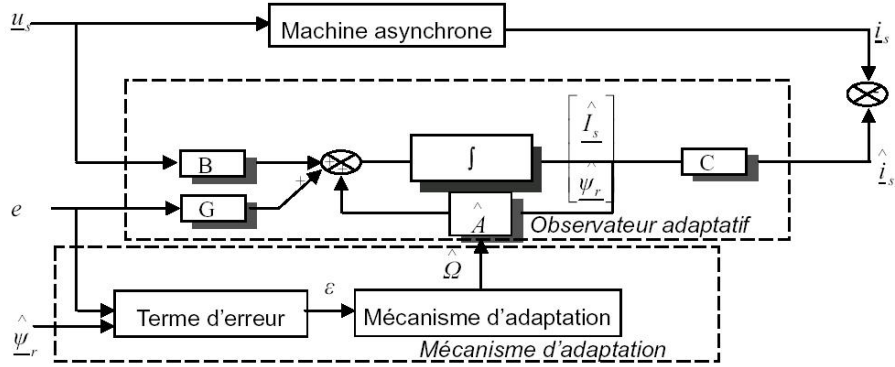 u_s
Machine asynchrone
i_s
B
+
+
+
∫
Î_s
ψ̂_r
C
-
î_s
e
G
Â
Observateur adaptatif
Ω̂
Terme d'erreur
ε
Mécanisme d'adaptation
ψ̂_r
Mécanisme d'adaptation